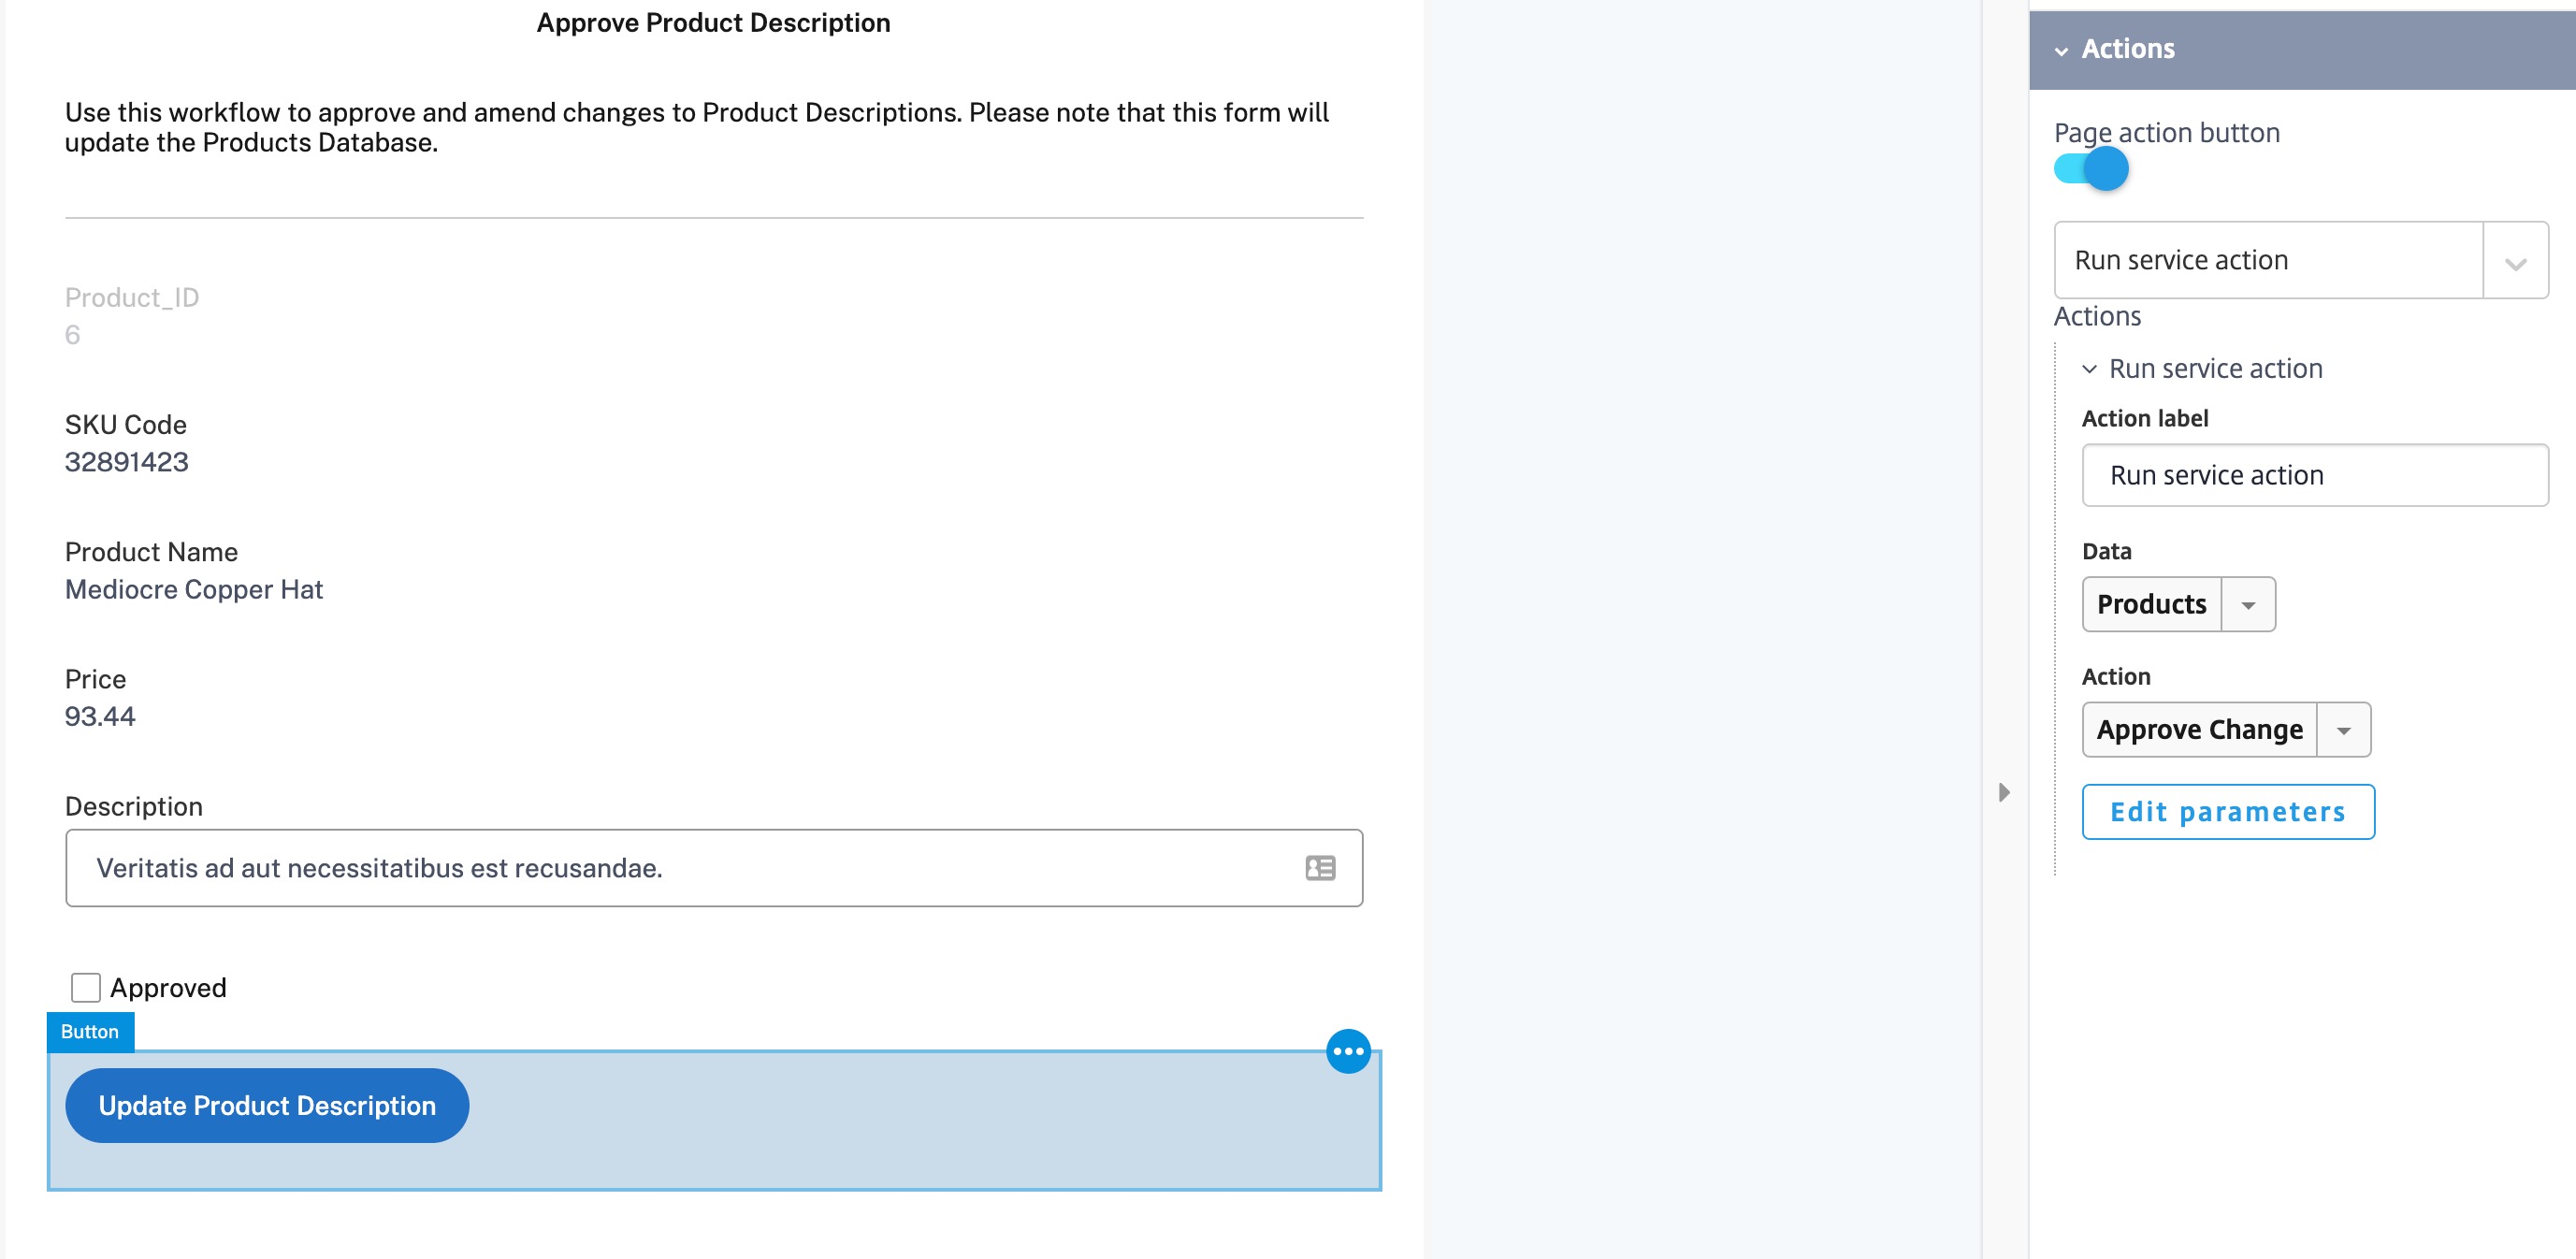 Approve Product Description
Use this workflow to approve and amend changes to Product Descriptions. Please note that this form will
update the Products Database.
Product_ID
6
SKU Code
32891423
Product Name
Mediocre Copper Hat
Price
93.44
Description
Veritatis ad aut necessitatibus est recusandae.
Approved
Button
Update Product Description
Actions
Page action button
Run service action
Actions
Run service action
Action label
Run service action
Data
Products
Action
Approve Change
Edit parameters